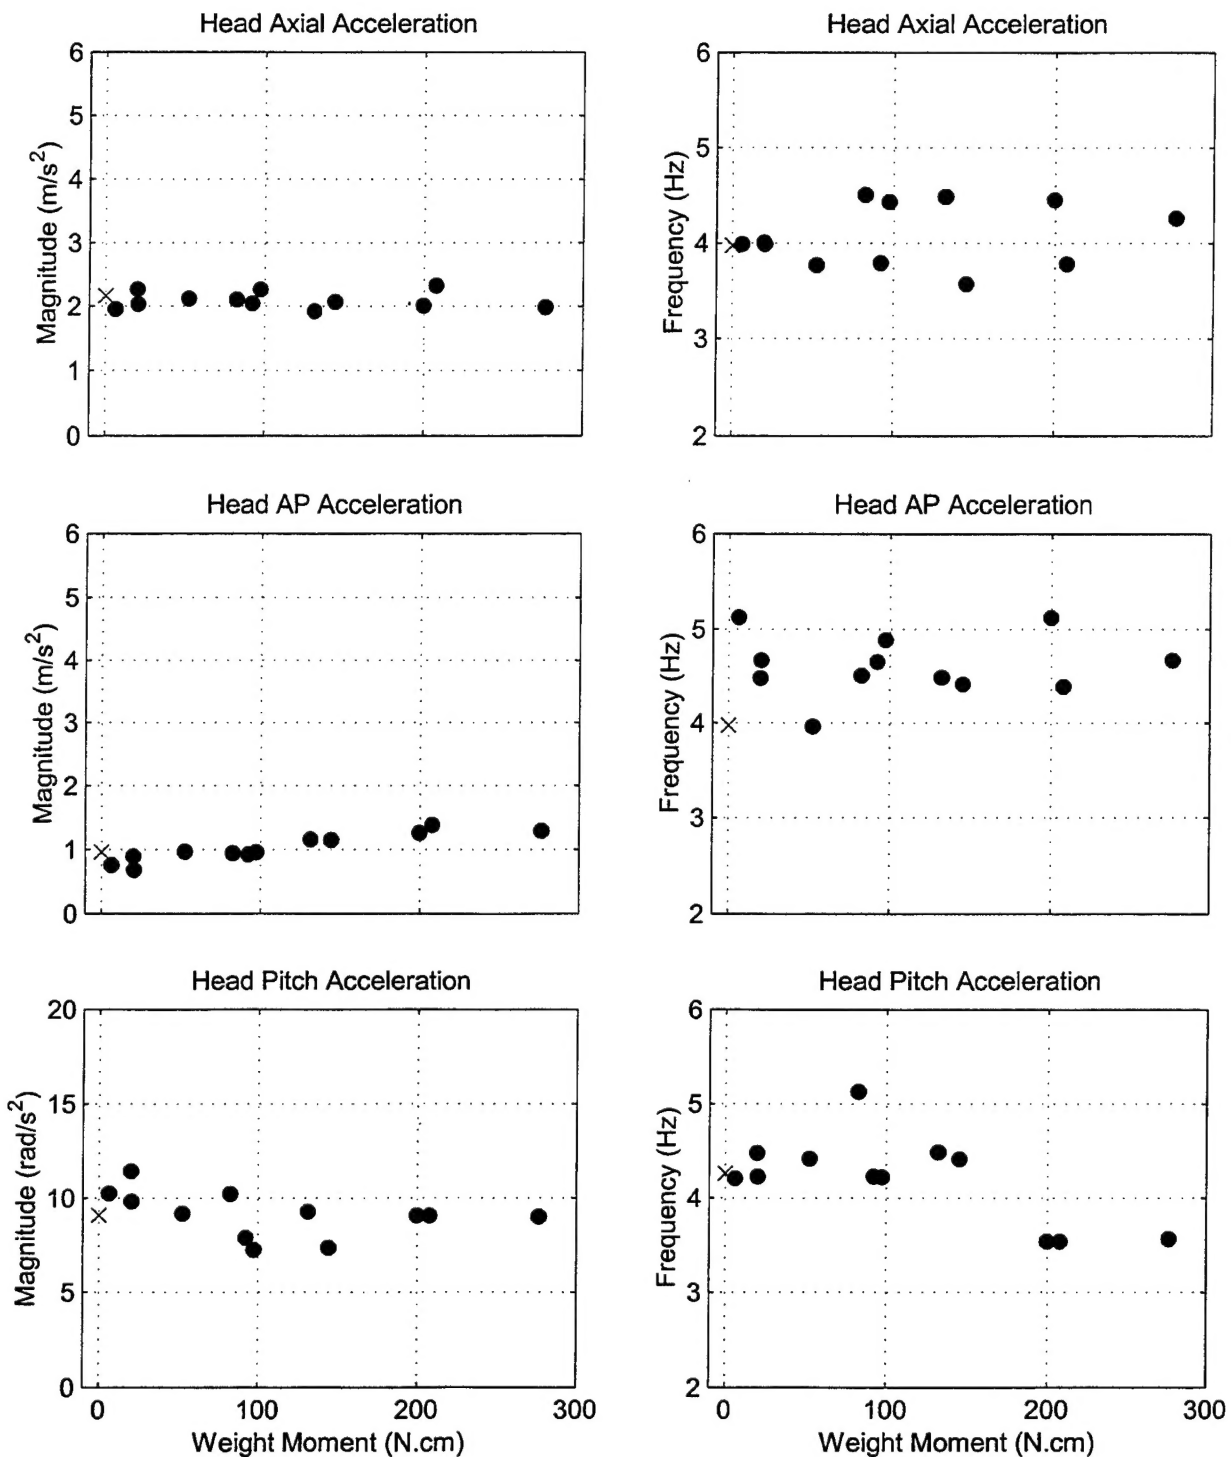 Head Axial Acceleration
6
5
4
3
2
1
0
Magnitude (m/s2)
Head Axial Acceleration
6
5
4
3
2
Frequency (Hz)
Head AP Acceleration
6
5
4
3
2
1
0
Magnitude (m/s2)
Head AP Acceleration
6
5
4
3
2
Frequency (Hz)
Head Pitch Acceleration
20
15
10
5
0
Magnitude (rad/s2)
0 100 200 300
Weight Moment (N.cm)
Head Pitch Acceleration
6
5
4
3
2
Frequency (Hz)
0 100 200 300
Weight Moment (N.cm)